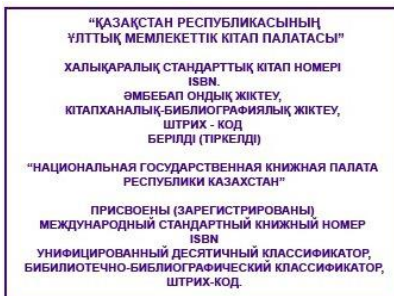 “ҚАЗАҚСТАН РЕСПУБЛИКАСЫНЫҢ
ҰЛТТЫҚ МЕМЛЕКЕТТІК КІТАП ПАЛАТАСЫ”
ХАЛЫҚАРАЛЫҚ СТАНДАРТТЫҚ КІТАП НОМЕРІ
ISBN.
ӘМБЕБАП ОНДЫҚ ЖІКТЕУ,
КІТАПХАНАЛЫҚ-БИБЛИОГРАФИЯЛЫҚ ЖІКТЕУ,
ШТРИХ - КОД
БЕРІЛДІ (ТІРКЕЛДІ)
“НАЦИОНАЛЬНАЯ ГОСУДАРСТВЕННАЯ КНИЖНАЯ ПАЛАТА
РЕСПУБЛИКИ КАЗАХСТАН”
ПРИСВОЕНЫ (ЗАРЕГИСТРИРОВАНЫ)
МЕЖДУНАРОДНЫЙ СТАНДАРТНЫЙ КНИЖНЫЙ НОМЕР
ISBN
УНИФИЦИРОВАННЫЙ ДЕСЯТИЧНЫЙ КЛАССИФИКАТОР,
БИБИЛИОТЕЧНО-БИБЛИОГРАФИЧЕСКИЙ КЛАССИФИКАТОР,
ШТРИХ-КОД.